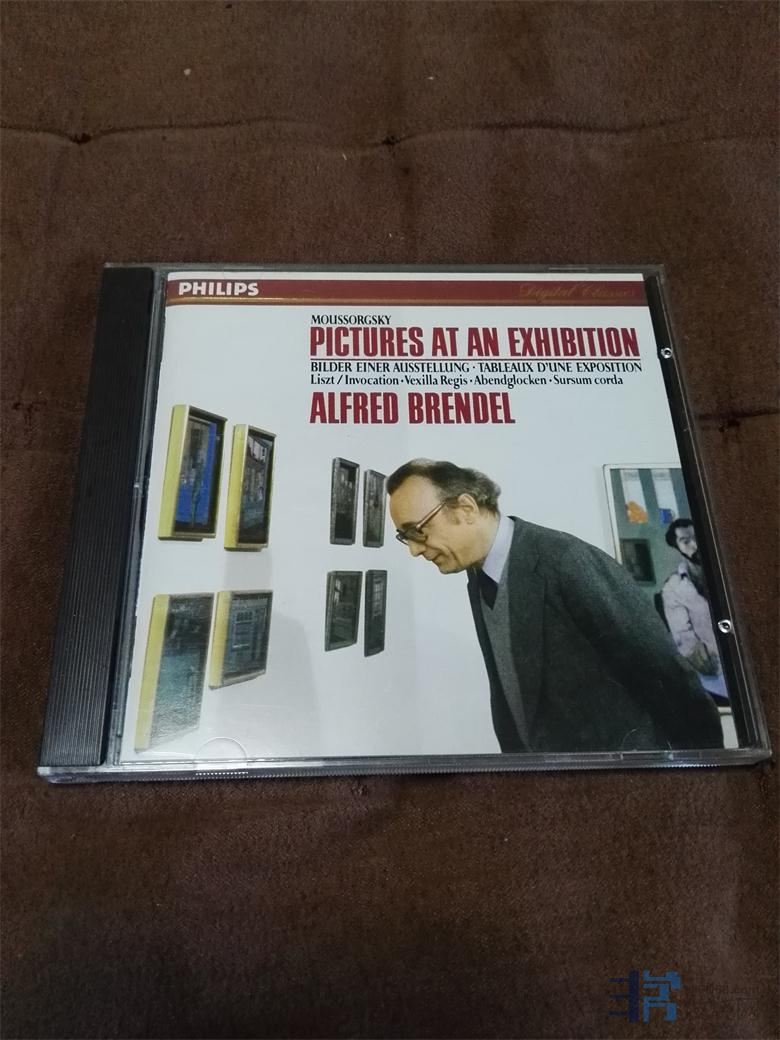 PHILIPS
Digital Classics
MOUSSORGSKY
PICTURES AT AN EXHIBITION
BILDER EINER AUSSTELLUNG · TABLEAUX D'UNE EXPOSITION
Liszt / Invocation · Vexilla Regis · Abendglocken · Sursum corda
ALFRED BRENDEL